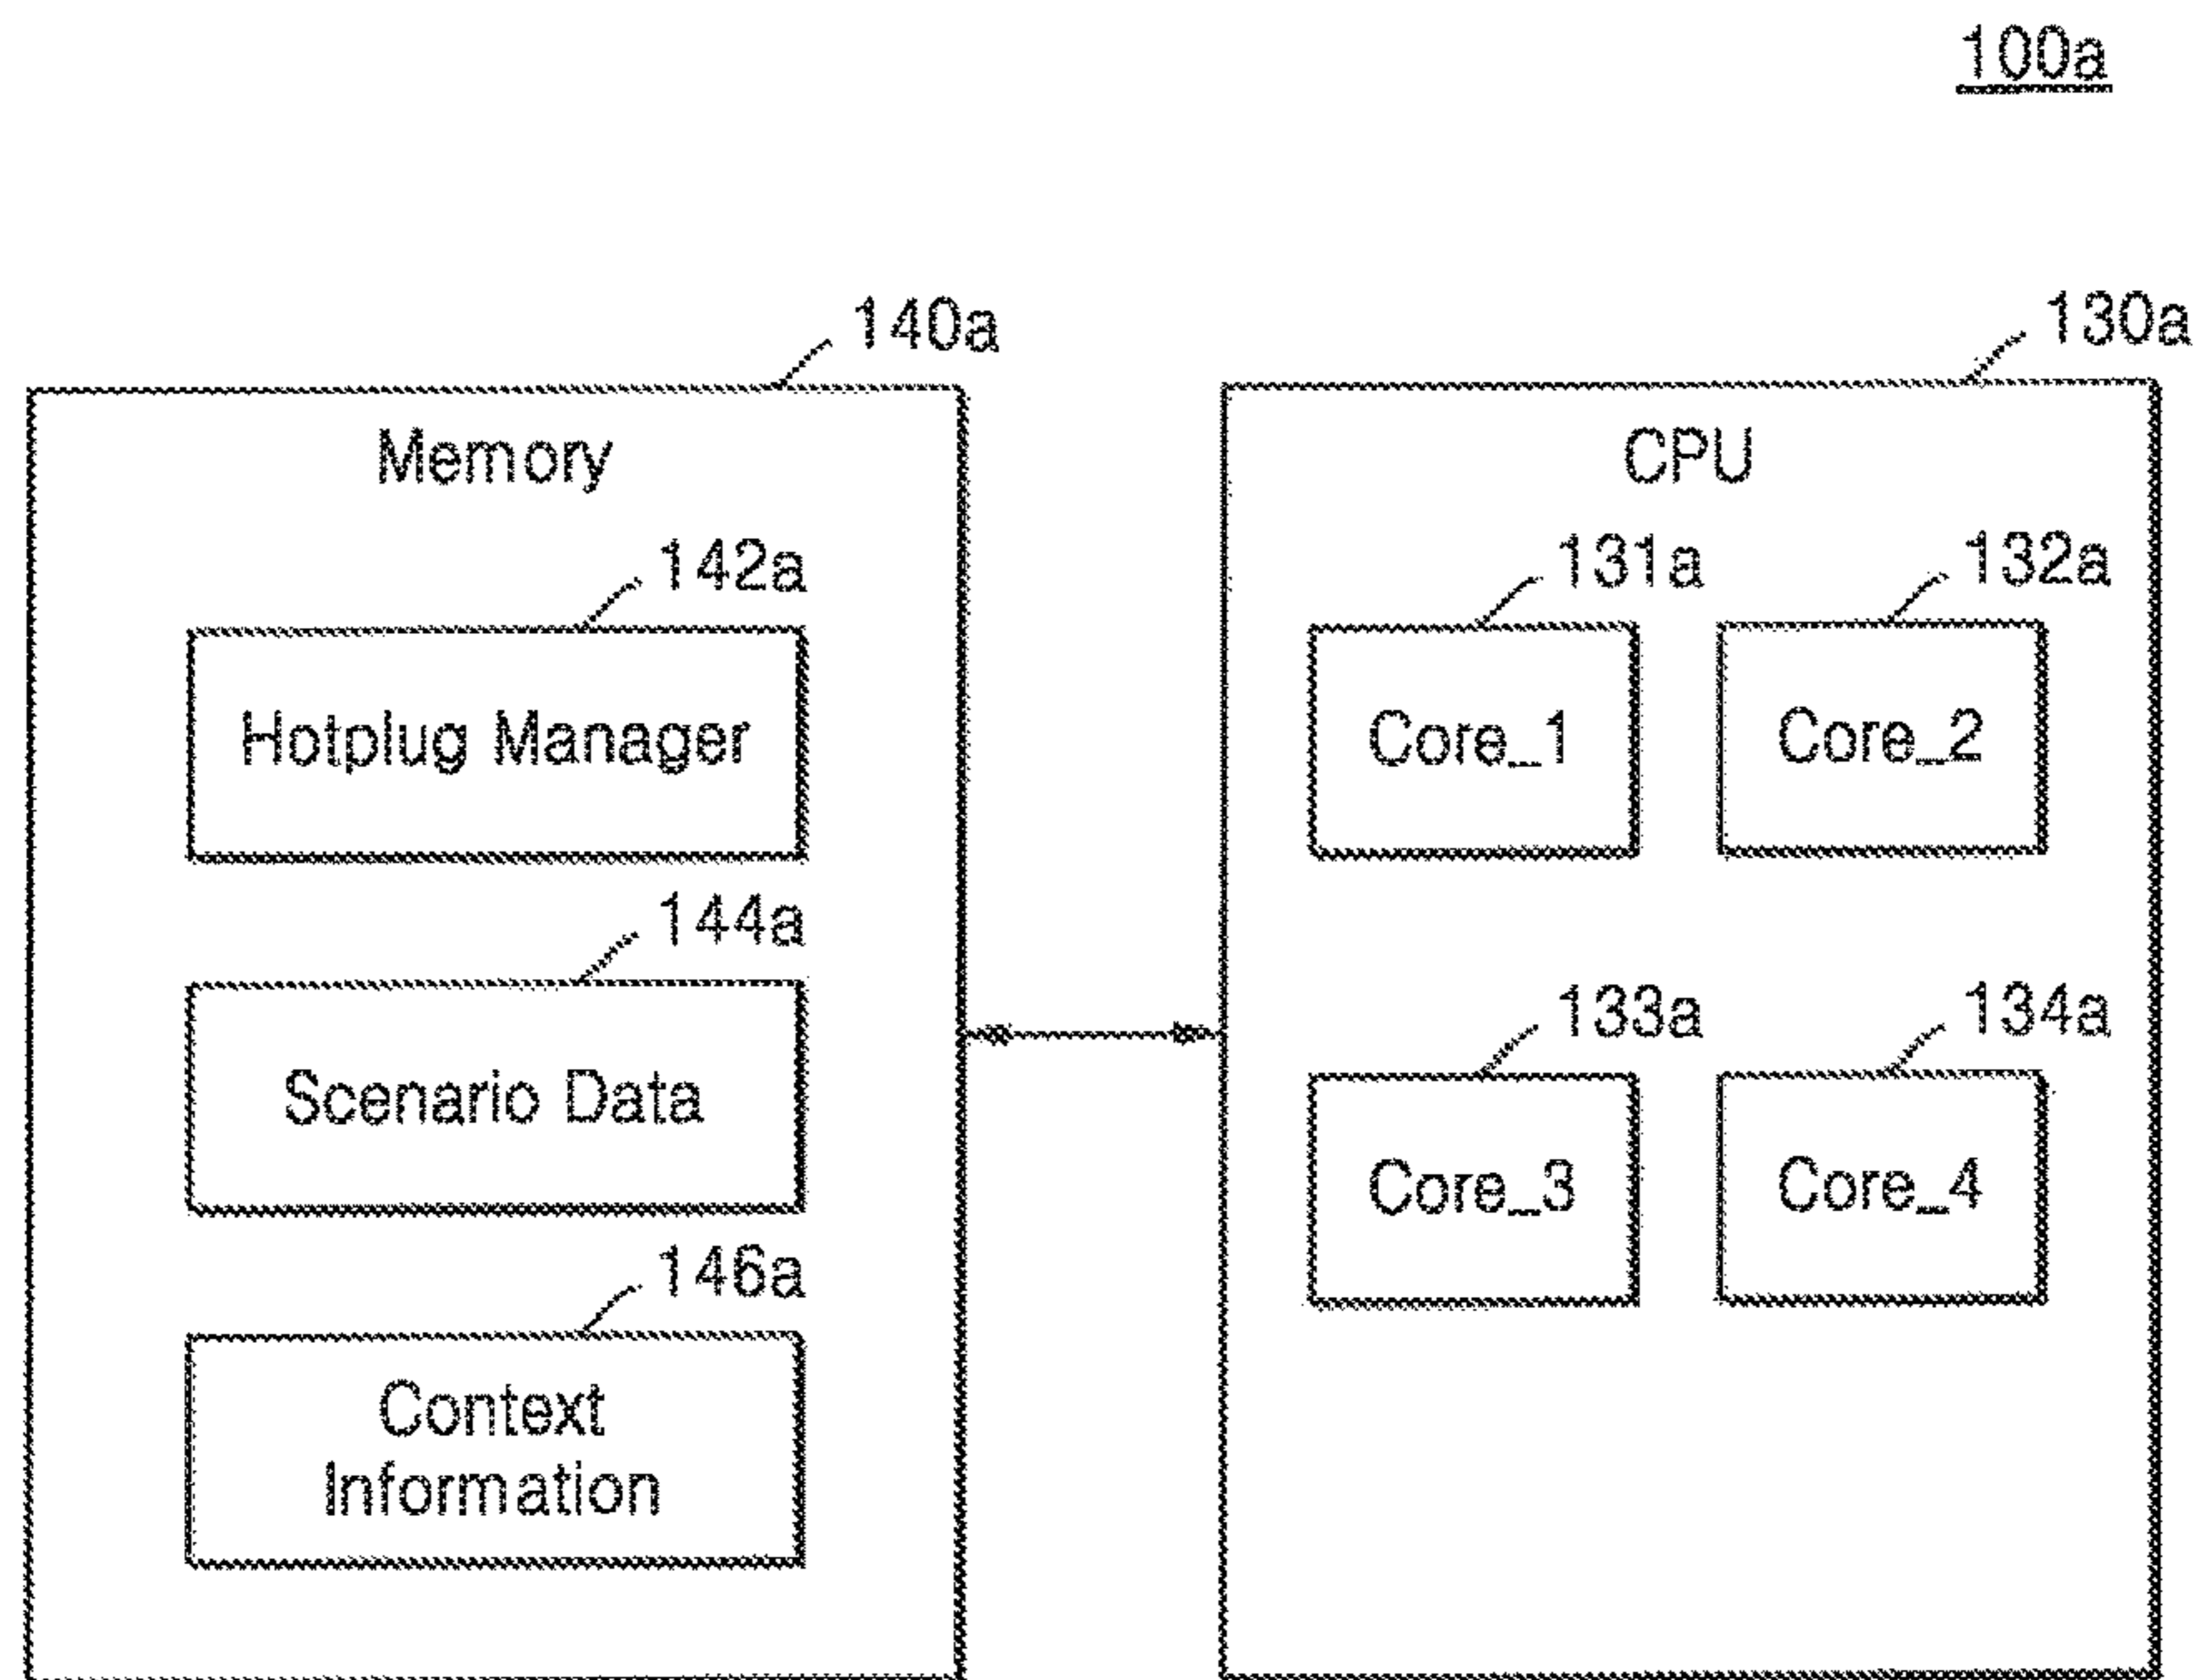 100a
140a
130a
Memory
CPU
142a
131a
132a
Hotplug Manager
Core_1
Core_2
144a
133a
134a
Scenario Data
Core_3
Core_4
146a
Context
Information